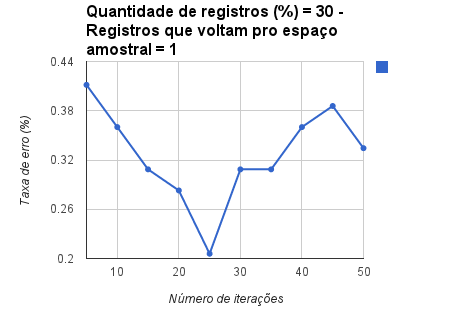 Quantidade de registros (%) = 30 -
Registros que voltam pro espaço
amostral = 1
Taxa de erro (%)
0.44
0.38
0.32
0.26
0.2
10 20 30 40 50
Número de iterações